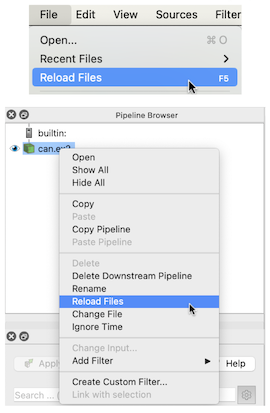 File Edit View Sources Filter
Open... ⌘O
Recent Files >
Reload Files F5
Pipeline Browser
builtin:
can.ex2
Open
Show All
Hide All
Copy
Paste
Copy Pipeline
Paste Pipeline
Delete
Delete Downstream Pipeline
Rename
Reload Files
Change File
Ignore Time
Change Input...
Add Filter
Create Custom Filter...
Link with selection
Apply
Help
Search ... (